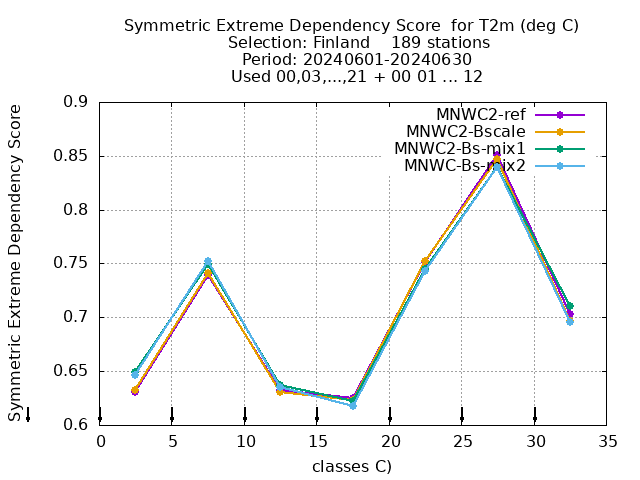 Symmetric Extreme Dependency Score  for T2m (deg C)
Selection: Finland    189 stations
Period: 20240601-20240630
Used 00,03,...,21 + 00 01 ... 12
Symmetric Extreme Dependency Score
0.9
0.85
0.8
0.75
0.7
0.65
0.6
MNWC2-ref
MNWC2-Bscale
MNWC2-Bs-mix1
MNWC-Bs-mix2
0 5 10 15 20 25 30 35
classes C)